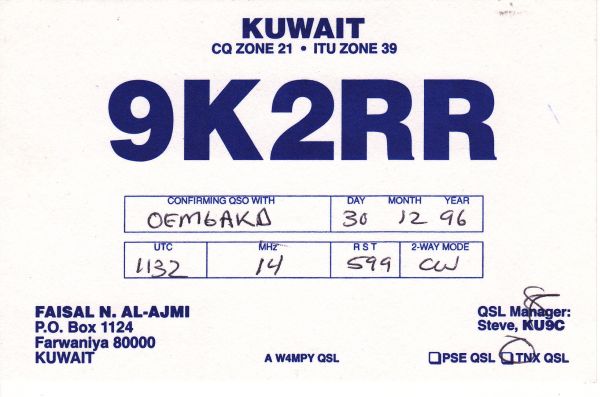 KUWAIT
CQ ZONE 21 • ITU ZONE 39
9K2RR
CONFIRMING QSO WITH DAY MONTH YEAR
OEM6AKD 30 12 96
UTC MHz RST 2-WAY MODE
1132 14 599 CW
FAISAL N. AL-AJMI
P.O. Box 1124
Farwaniya 80000
KUWAIT
A W4MPY QSL
QSL Manager:
Steve, KU9C
PSE QSL TNX QSL